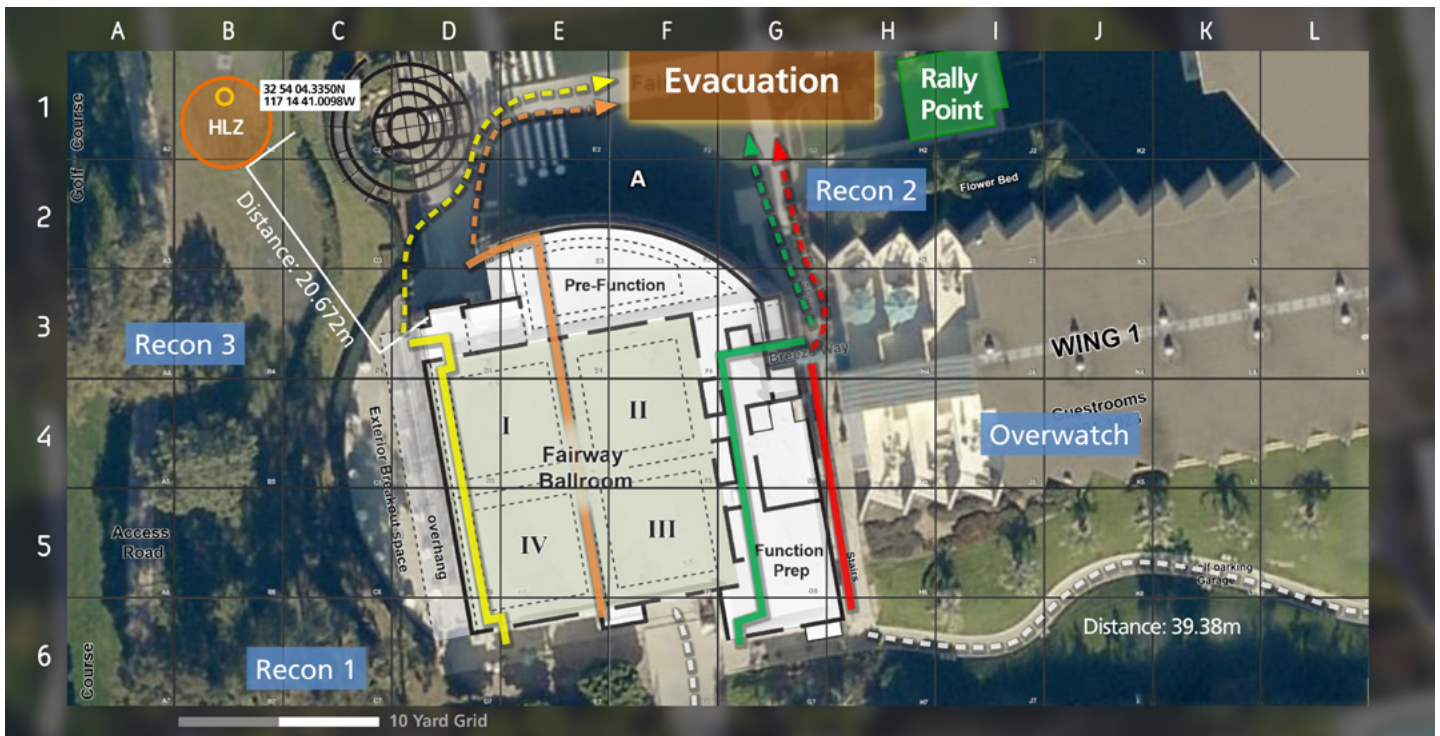 A B C D E F G H I J K L
1
2
3
4
5
6
Golf Course
HLZ
32 54 04.3350N
117 14 41.0098W
Evacuation
Rally
Point
A
Recon 2
Flower Bed
Distance: 20.672m
Pre-Function
Recon 3
WING 1
Guestrooms
Overwatch
I
II
Fairway
Ballroom
III
IV
Exterior Breakout space
overhang
Access
Road
Function
Prep
Stairs
Garage
Distance: 39.38m
Recon 1
Course
10 Yard Grid